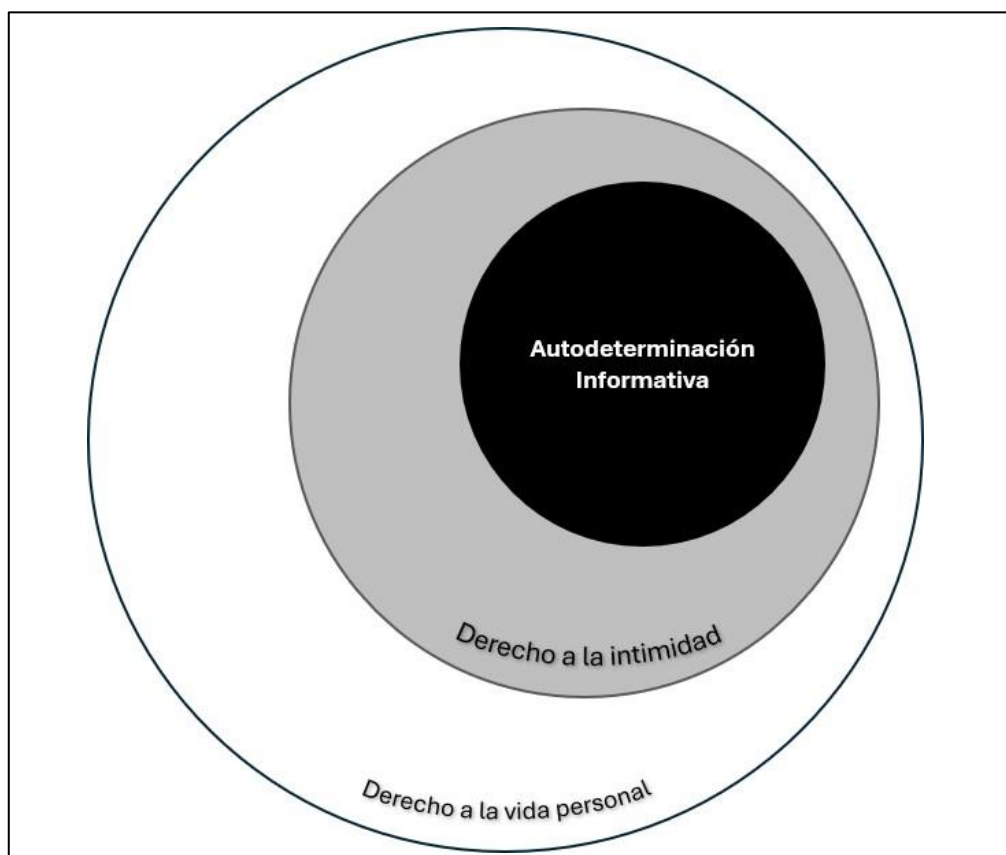 Autodeterminación
Informativa
Derecho a la intimidad
Derecho a la vida personal